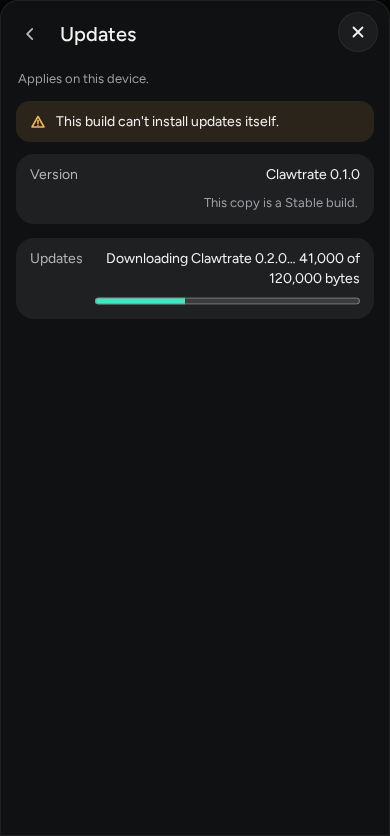 Updates
Applies on this device.
This build can't install updates itself.
Version
Clawtrate 0.1.0
This copy is a Stable build.
Updates
Downloading Clawtrate 0.2.0... 41,000 of
120,000 bytes